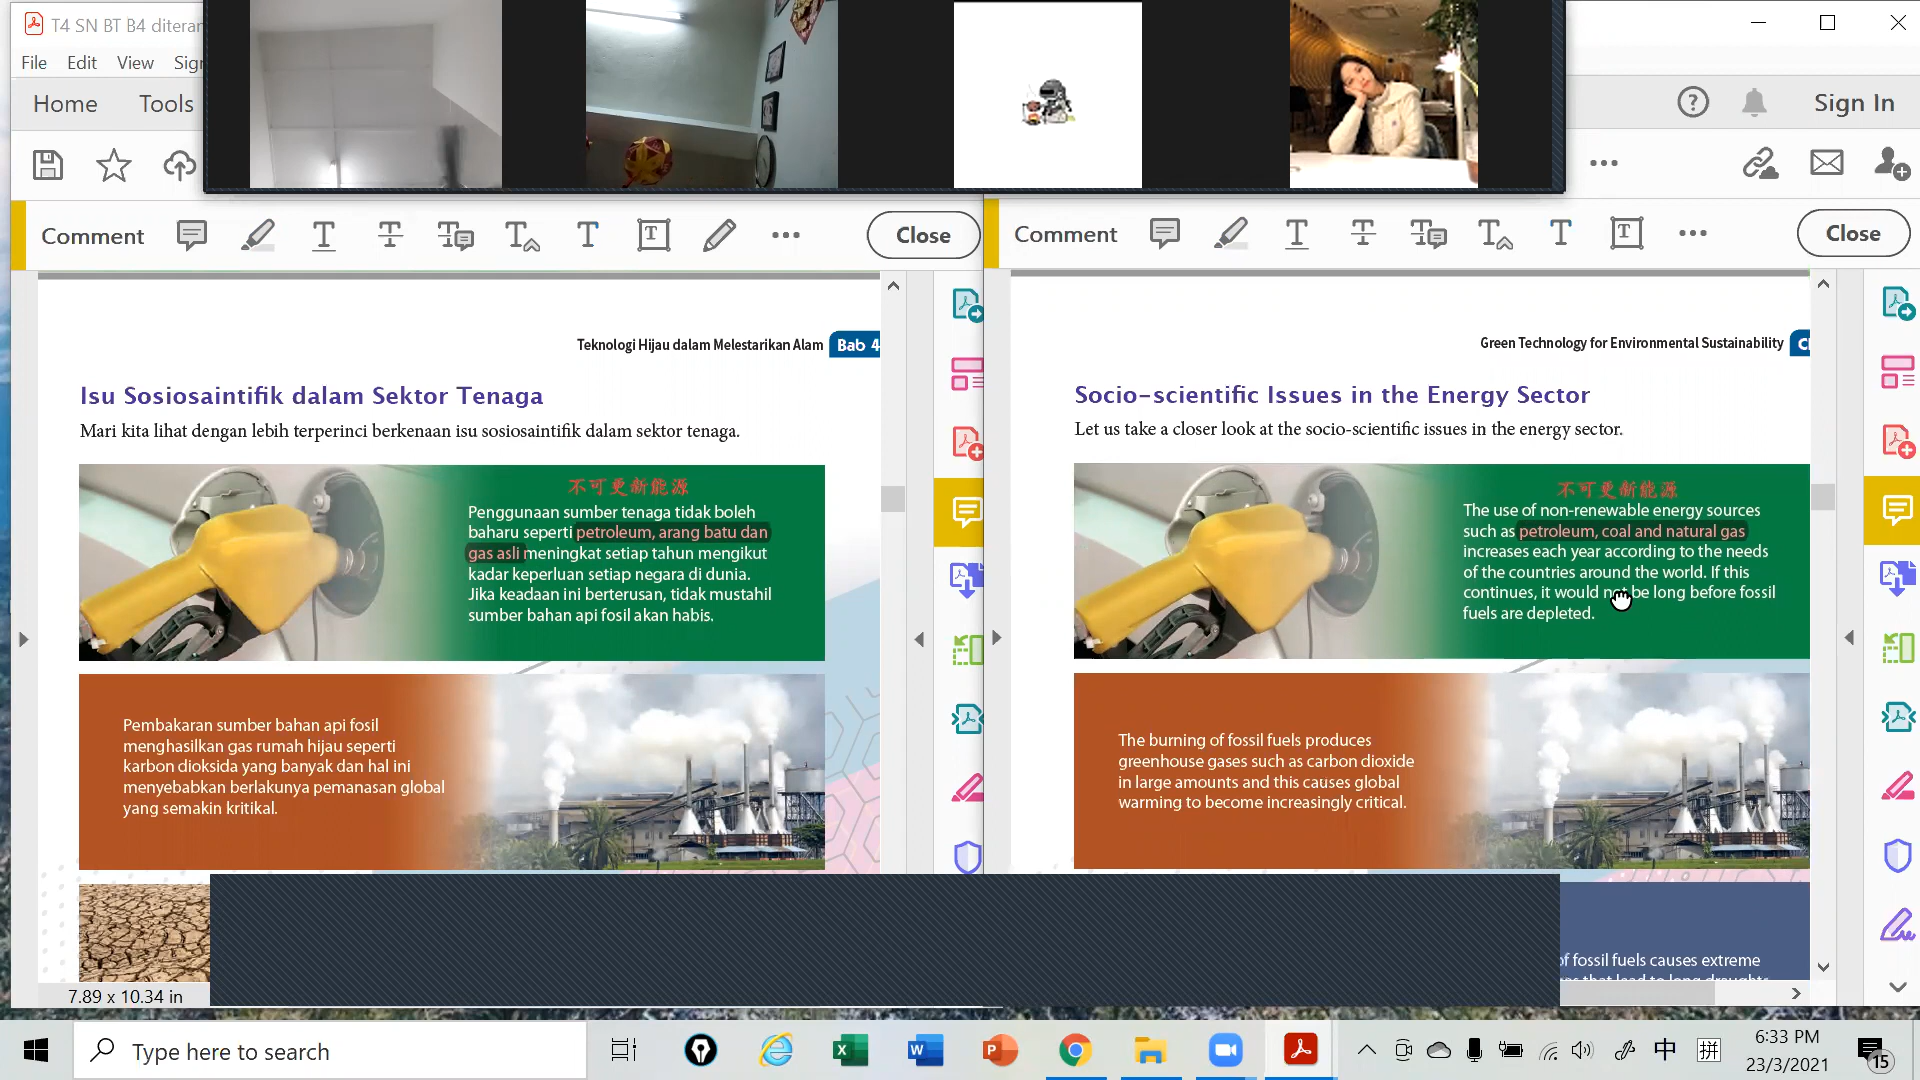 T4 SN BT B4 diteran
File Edit View Sig
Home Tools
Sign In
Comment
Close
Comment
Close
Teknologi Hijau dalam Melestarikan Alam Bab 4
Isu Sosiosaintifik dalam Sektor Tenaga
Mari kita lihat dengan lebih terperinci berkenaan isu sosiosaintifik dalam sektor tenaga.
不可更新能源
Penggunaan sumber tenaga tidak boleh
baharu seperti petroleum, arang batu dan
gas asli meningkat setiap tahun mengikut
kadar keperluan setiap negara di dunia.
Jika keadaan ini berterusan, tidak mustahil
sumber bahan api fosil akan habis.
Pembakaran sumber bahan api fosil
menghasilkan gas rumah hijau seperti
karbon dioksida yang banyak dan hal ini
menyebabkan berlakunya pemanasan global
yang semakin kritikal.
7.89 x 10.34 in
Green Technology for Environmental Sustainability
Socio-scientific Issues in the Energy Sector
Let us take a closer look at the socio-scientific issues in the energy sector.
不可更新能源
The use of non-renewable energy sources
such as petroleum, coal and natural gas
increases each year according to the needs
of the countries around the world. If this
continues, it would not be long before fossil
fuels are depleted.
The burning of fossil fuels produces
greenhouse gases such as carbon dioxide
in large amounts and this causes global
warming to become increasingly critical.
of fossil fuels causes extreme
Type here to search
中
拼
6:33 PM
23/3/2021
15